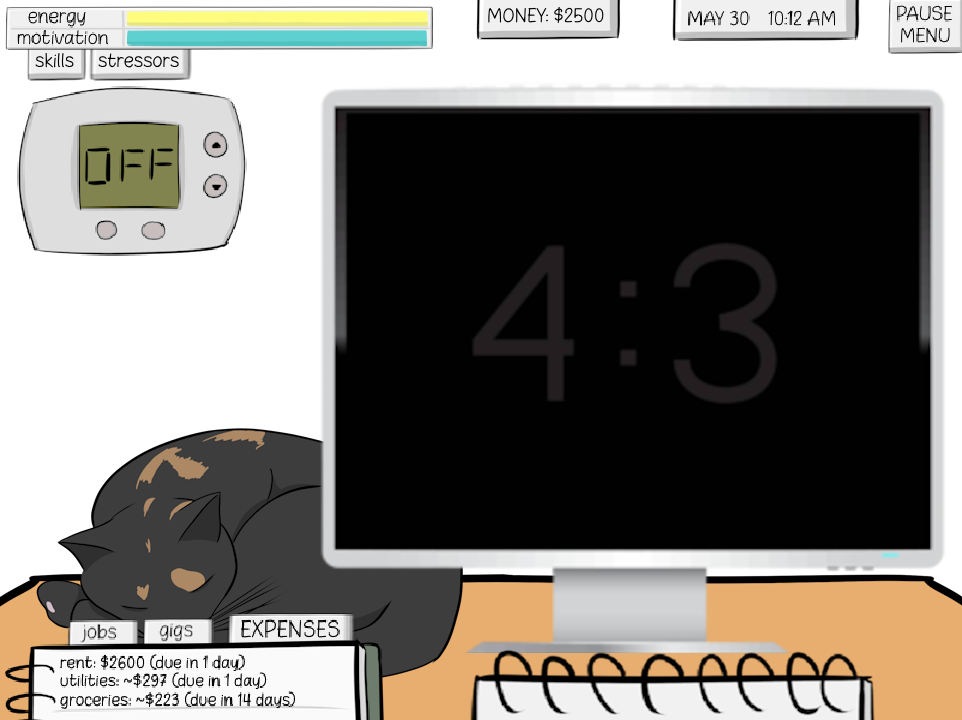 energy
motivation
MONEY: $2500
MAY 30 10:12 AM
PAUSE
MENU
skills
stressors
OFF
4:3
jobs
gigs
EXPENSES
rent: $2600 (due in 1 day)
utilities: ~$297 (due in 1 day)
groceries: ~$223 (due in 14 days)